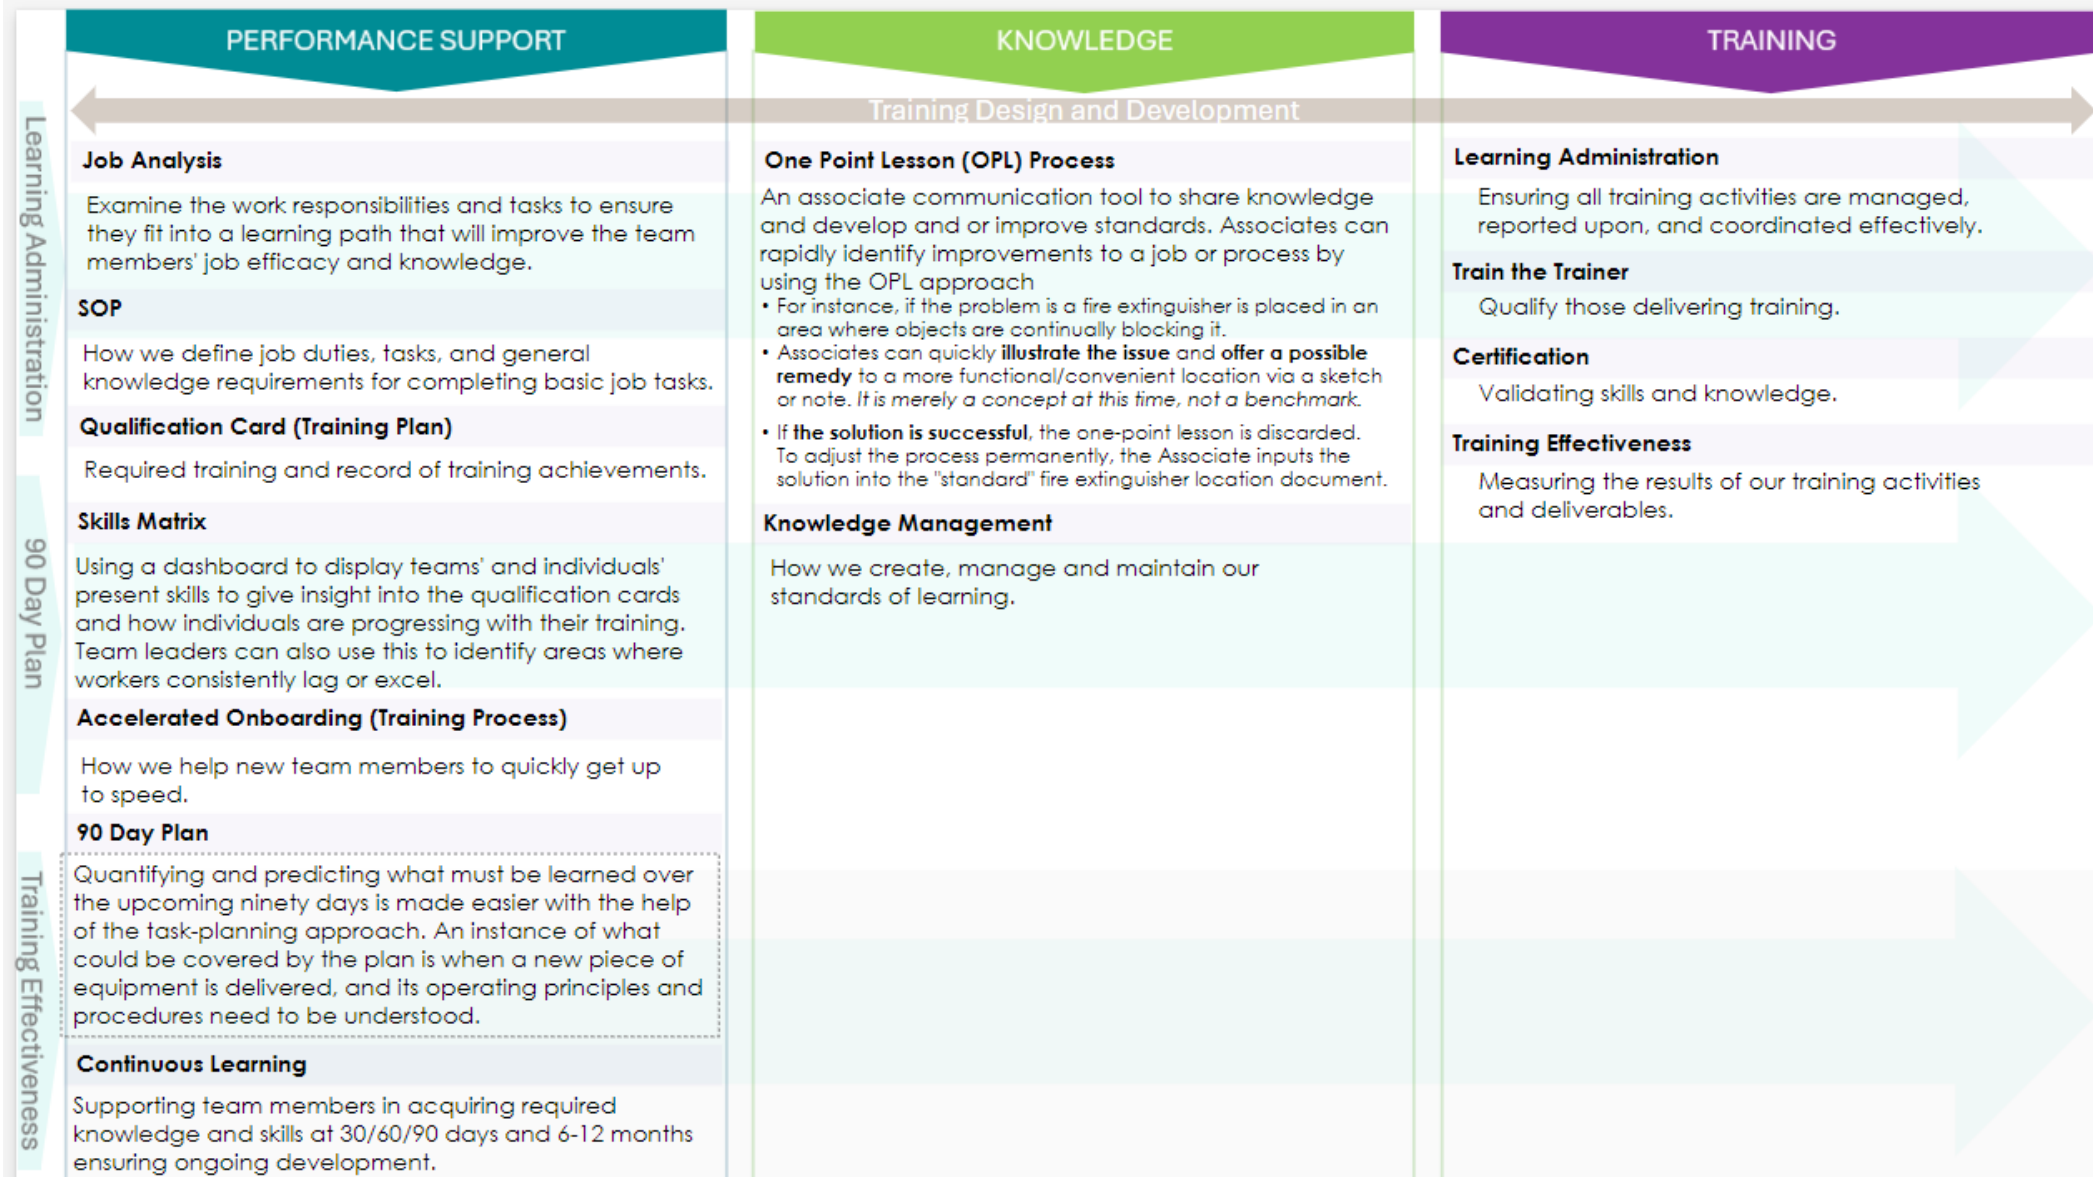 PERFORMANCE SUPPORT
KNOWLEDGE
TRAINING
Training Design and Development
Learning Administration
90 Day Plan
Training Effectiveness
Job Analysis
Examine the work responsibilities and tasks to ensure
they fit into a learning path that will improve the team
members' job efficacy and knowledge.
SOP
How we define job duties, tasks, and general
knowledge requirements for completing basic job tasks.
Qualification Card (Training Plan)
Required training and record of training achievements.
Skills Matrix
Using a dashboard to display teams' and individuals'
present skills to give insight into the qualification cards
and how individuals are progressing with their training.
Team leaders can also use this to identify areas where
workers consistently lag or excel.
Accelerated Onboarding (Training Process)
How we help new team members to quickly get up
to speed.
90 Day Plan
Quantifying and predicting what must be learned over
the upcoming ninety days is made easier with the help
of the task-planning approach. An instance of what
could be covered by the plan is when a new piece of
equipment is delivered, and its operating principles and
procedures need to be understood.
Continuous Learning
Supporting team members in acquiring required
knowledge and skills at 30/60/90 days and 6-12 months
ensuring ongoing development.
One Point Lesson (OPL) Process
An associate communication tool to share knowledge
and develop and or improve standards. Associates can
rapidly identify improvements to a job or process by
using the OPL approach
• For instance, if the problem is a fire extinguisher is placed in an
area where objects are continually blocking it.
• Associates can quickly illustrate the issue and offer a possible
remedy to a more functional/convenient location via a sketch
or note. It is merely a concept at this time, not a benchmark.
• If the solution is successful, the one-point lesson is discarded.
To adjust the process permanently, the Associate inputs the
solution into the "standard" fire extinguisher location document.
Knowledge Management
How we create, manage and maintain our
standards of learning.
Learning Administration
Ensuring all training activities are managed,
reported upon, and coordinated effectively.
Train the Trainer
Qualify those delivering training.
Certification
Validating skills and knowledge.
Training Effectiveness
Measuring the results of our training activities
and deliverables.